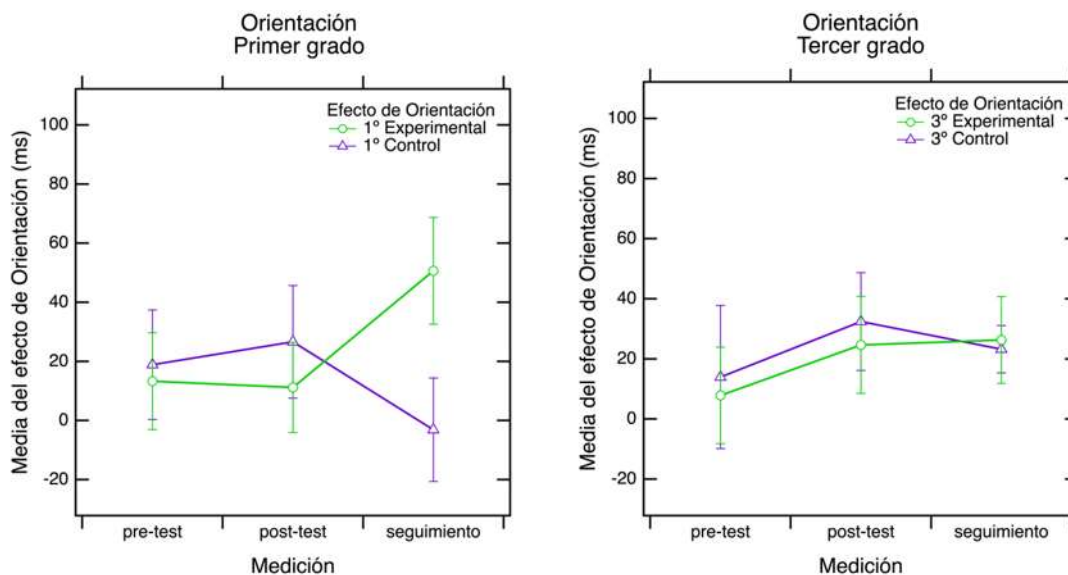 Orientación
Primer grado
Efecto de Orientación
1º Experimental
1º Control
Media del efecto de Orientación (ms)
100
80
60
40
20
0
-20
pre-test
post-test
seguimiento
Medición
Orientación
Tercer grado
Efecto de Orientación
3º Experimental
3º Control
Media del efecto de Orientación (ms)
100
80
60
40
20
0
-20
pre-test
post-test
seguimiento
Medición